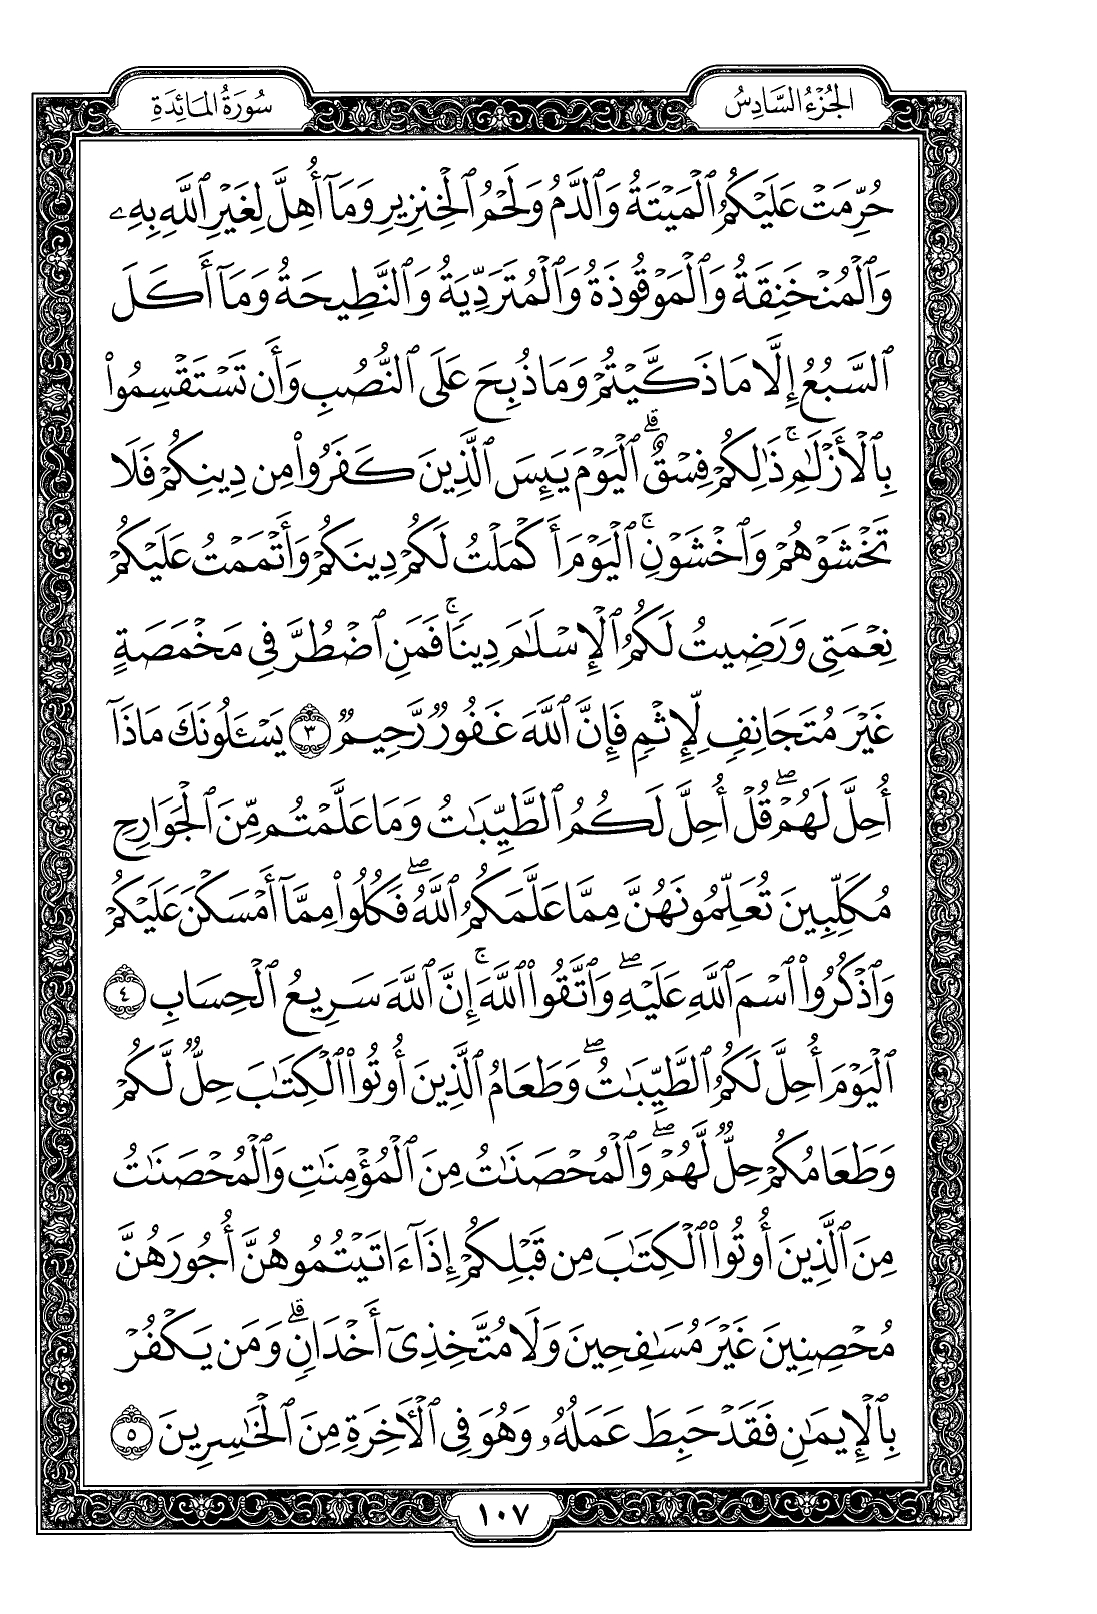 الجُزْءُ السَّادِسُ
سُورَةُ المَائِدَةِ
حُرِّمَتْ عَلَيْكُمُ ٱلْمَيْتَةُ وَٱلدَّمُ وَلَحْمُ ٱلْخِنزِيرِ وَمَآ أُهِلَّ لِغَيْرِ ٱللَّهِ بِهِۦ
وَٱلْمُنْخَنِقَةُ وَٱلْمَوْقُوذَةُ وَٱلْمُتَرَدِّيَةُ وَٱلنَّطِيحَةُ وَمَآ أَكَلَ
ٱلسَّبُعُ إِلَّا مَا ذَكَّيْتُمْ وَمَا ذُبِحَ عَلَى ٱلنُّصُبِ وَأَن تَسْتَقْسِمُوا۟
بِٱلْأَزْلَٰمِ ۚ ذَٰلِكُمْ فِسْقٌ ۗ ٱلْيَوْمَ يَئِسَ ٱلَّذِينَ كَفَرُوا۟ مِن دِينِكُمْ فَلَا
تَخْشَوْهُمْ وَٱخْشَوْنِ ۚ ٱلْيَوْمَ أَكْمَلْتُ لَكُمْ دِينَكُمْ وَأَتْمَمْتُ عَلَيْكُمْ
نِعْمَتِى وَرَضِيتُ لَكُمُ ٱلْإِسْلَٰمَ دِينًا ۚ فَمَنِ ٱضْطُرَّ فِى مَخْمَصَةٍ
غَيْرَ مُتَجَانِفٍ لِّإِثْمٍ فَإِنَّ ٱللَّهَ غَفُورٌ رَّحِيمٌ ٣ يَسْـَٔلُونَكَ مَاذَآ
أُحِلَّ لَهُمْ ۖ قُلْ أُحِلَّ لَكُمُ ٱلطَّيِّبَٰتُ وَمَا عَلَّمْتُم مِّنَ ٱلْجَوَارِحِ
مُكَلِّبِينَ تُعَلِّمُونَهُنَّ مِمَّا عَلَّمَكُمُ ٱللَّهُ ۖ فَكُلُوا۟ مِمَّآ أَمْسَكْنَ عَلَيْكُمْ
وَٱذْكُرُوا۟ ٱسْمَ ٱللَّهِ عَلَيْهِ ۖ وَٱتَّقُوا۟ ٱللَّهَ ۚ إِنَّ ٱللَّهَ سَرِيعُ ٱلْحِسَابِ ٤
ٱلْيَوْمَ أُحِلَّ لَكُمُ ٱلطَّيِّبَٰتُ ۖ وَطَعَامُ ٱلَّذِينَ أُوتُوا۟ ٱلْكِتَٰبَ حِلٌّ لَّكُمْ
وَطَعَامُكُمْ حِلٌّ لَّهُمْ ۖ وَٱلْمُحْصَنَٰتُ مِنَ ٱلْمُؤْمِنَٰتِ وَٱلْمُحْصَنَٰتُ
مِنَ ٱلَّذِينَ أُوتُوا۟ ٱلْكِتَٰبَ مِن قَبْلِكُمْ إِذَآ ءَاتَيْتُمُوهُنَّ أُجُورَهُنَّ
مُحْصِنِينَ غَيْرَ مُسَٰفِحِينَ وَلَا مُتَّخِذِىٓ أَخْدَانٍ ۗ وَمَن يَكْفُرْ
بِٱلْإِيمَٰنِ فَقَدْ حَبِطَ عَمَلُهُۥ وَهُوَ فِى ٱلْـَٔاخِرَةِ مِنَ ٱلْخَٰسِرِينَ ٥
١٠٧